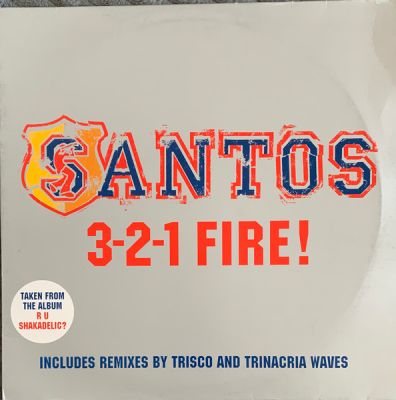 SANTOS
3-2-1 FIRE!
TAKEN FROM
THE ALBUM
R U
SHAKADELIC?
INCLUDES REMIXES BY TRISCO AND TRINACRIA WAVES